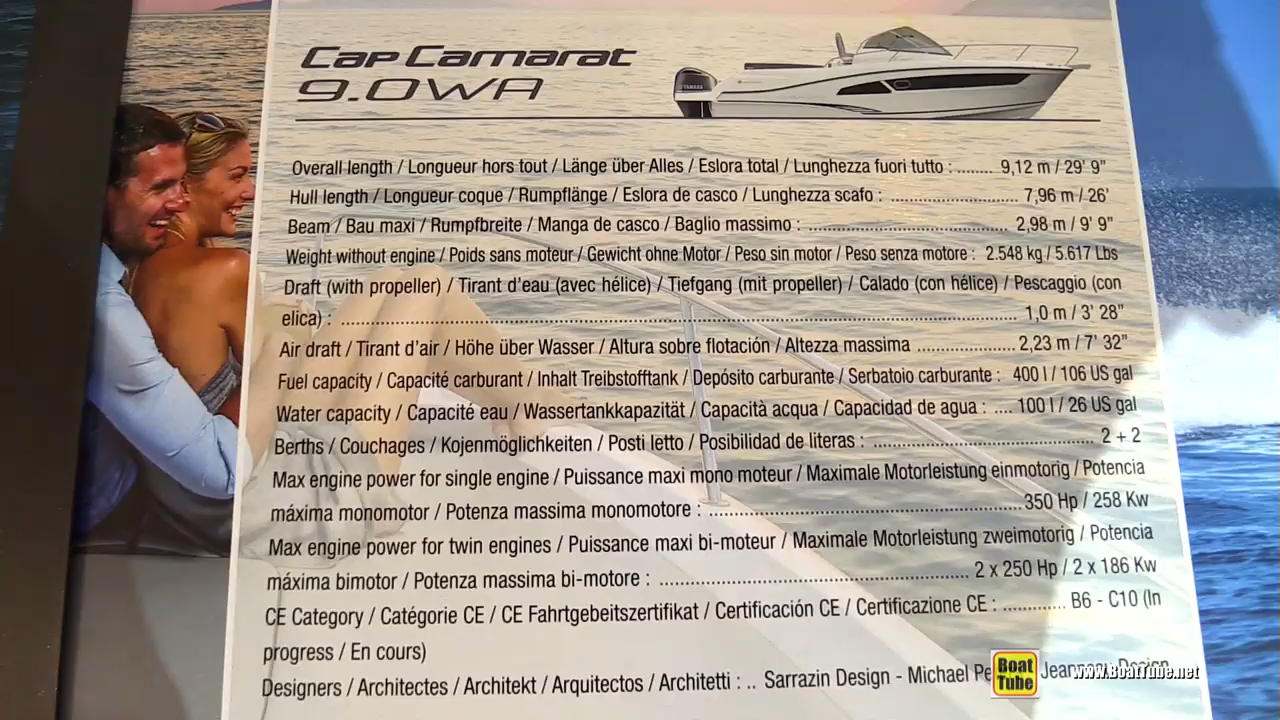 Cap Camarat
9.0WA
YAMAHA
Overall length / Longueur hors tout / Länge über Alles / Eslora total / Lunghezza fuori tutto : ........ 9,12 m / 29' 9"
Hull length / Longueur coque / Rumpflänge / Eslora de casco / Lunghezza scafo : ............................ 7,96 m / 26'
Beam / Bau maxi / Rumpfbreite / Manga de casco / Baglio massimo : ............................................. 2,98 m / 9' 9"
Weight without engine / Poids sans moteur / Gewicht ohne Motor / Peso sin motor / Peso senza motore : 2.548 kg / 5.617 Lbs
Draft (with propeller) / Tirant d'eau (avec hélice) / Tiefgang (mit propeller) / Calado (con hélice) / Pescaggio (con
elica) : ........................................................................................................................................ 1,0 m / 3' 28"
Air draft / Tirant d'air / Höhe über Wasser / Altura sobre flotación / Altezza massima ..................... 2,23 m / 7' 32"
Fuel capacity / Capacité carburant / Inhalt Treibstofftank / Depósito carburante / Serbatoio carburante : 400 l / 106 US gal
Water capacity / Capacité eau / Wassertankkapazität / Capacità acqua / Capacidad de agua : .... 100 l / 26 US gal
Berths / Couchages / Kojenmöglichkeiten / Posti letto / Posibilidad de literas : .............................................. 2 + 2
Max engine power for single engine / Puissance maxi mono moteur / Maximale Motorleistung einmotorig / Potencia
máxima monomotor / Potenza massima monomotore : ................................................................ 350 Hp / 258 Kw
Max engine power for twin engines / Puissance maxi bi-moteur / Maximale Motorleistung zweimotorig / Potencia
máxima bimotor / Potenza massima bi-motore : ............................................................... 2 x 250 Hp / 2 x 186 Kw
CE Category / Catégorie CE / CE Fahrtgebeitszertifikat / Certificación CE / Certificazione CE : ............. B6 - C10 (In
progress / En cours)
Designers / Architectes / Architekt / Arquitectos / Architetti : .. Sarrazin Design - Michael Design
Boat
Tube
www.BoatTube.net